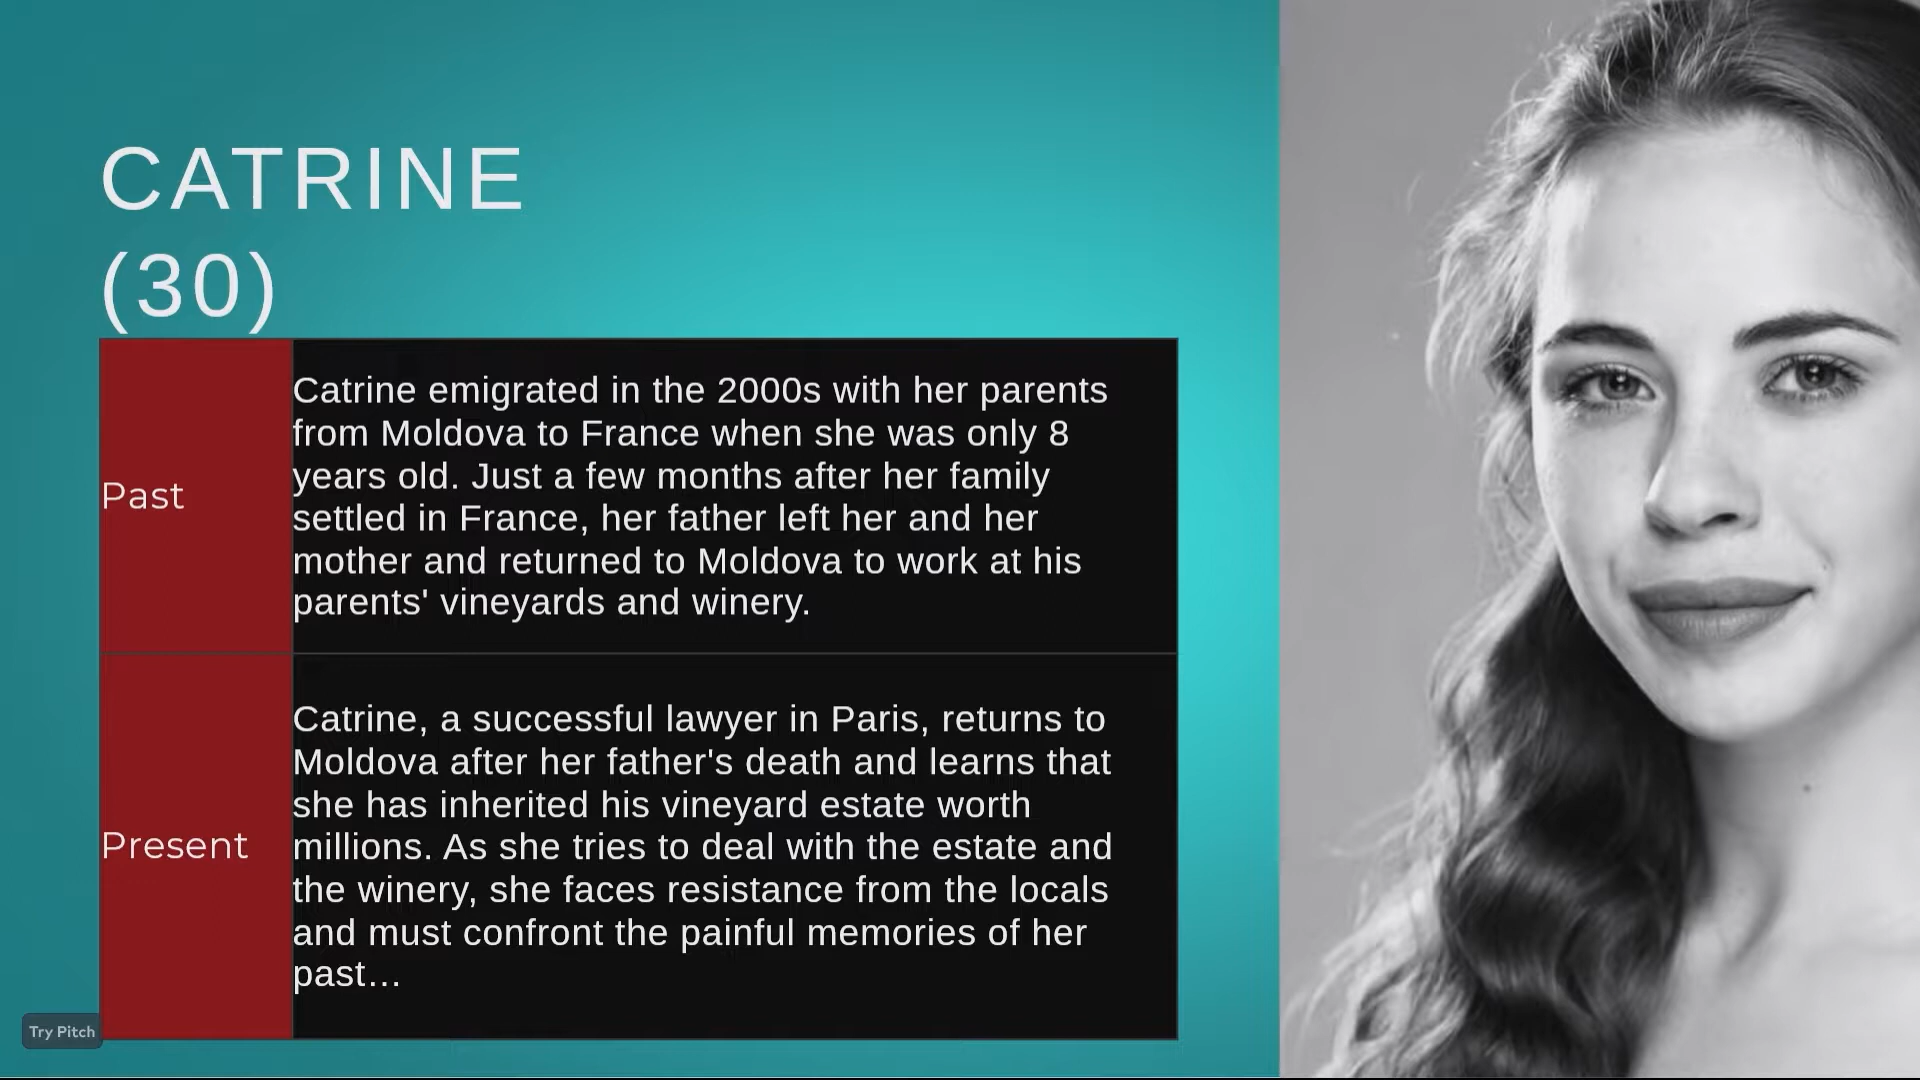 CATRINE
(30)
Past
Catrine emigrated in the 2000s with her parents
from Moldova to France when she was only 8
years old. Just a few months after her family
settled in France, her father left her and her
mother and returned to Moldova to work at his
parents' vineyards and winery.
Present
Catrine, a successful lawyer in Paris, returns to
Moldova after her father's death and learns that
she has inherited his vineyard estate worth
millions. As she tries to deal with the estate and
the winery, she faces resistance from the locals
and must confront the painful memories of her
past…
Try Pitch